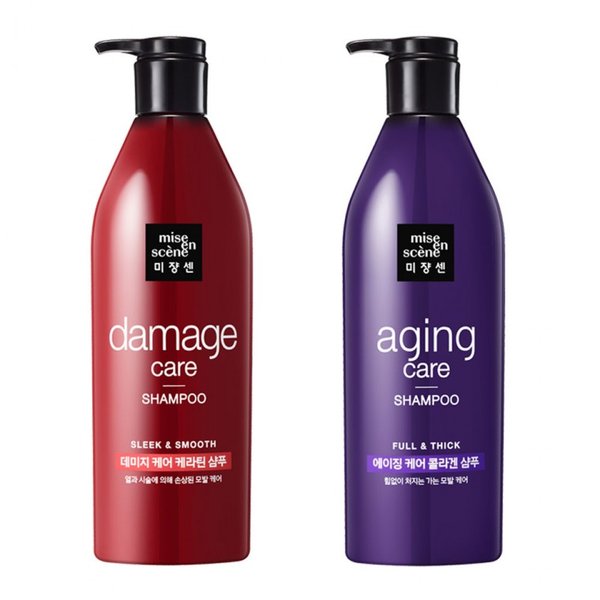 mise
en
scène
미쟝센
damage
care
SHAMPOO
SLEEK & SMOOTH
데미지 케어 케라틴 샴푸
열과 시술에 의해 손상된 모발 케어
mise
en
scène
미쟝센
aging
care
SHAMPOO
FULL & THICK
에이징 케어 콜라겐 샴푸
힘없이 처지는 가는 모발 케어